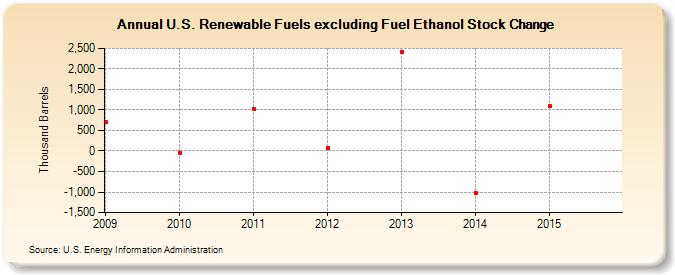 Annual U.S. Renewable Fuels excluding Fuel Ethanol Stock Change
Thousand Barrels
2,500
2,000
1,500
1,000
500
0
-500
-1,000
-1,500
2009 2010 2011 2012 2013 2014 2015
Source: U.S. Energy Information Administration